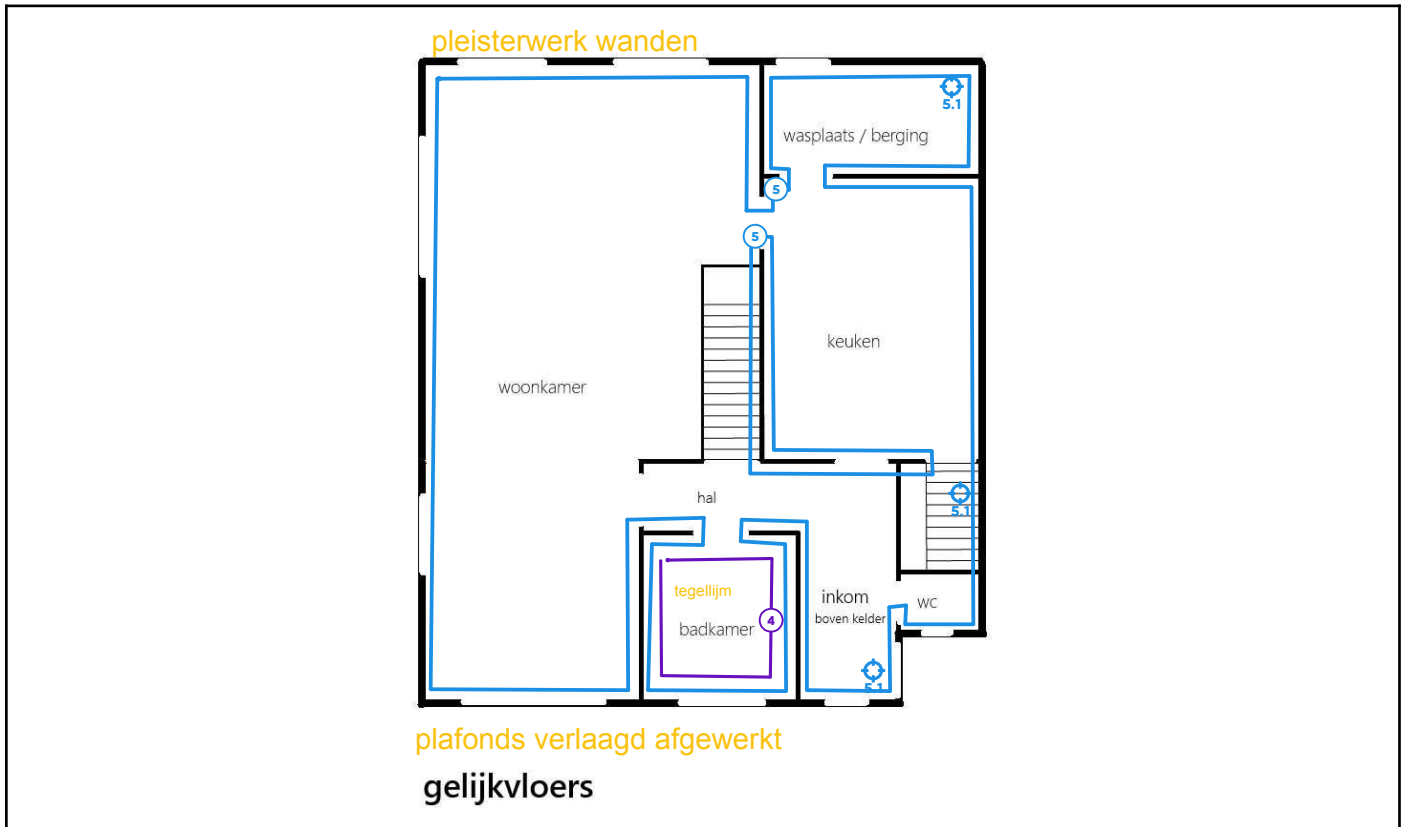 pleisterwerk wanden
5.1
wasplaats / berging
5
5
keuken
woonkamer
hal
5.1
tegellijm
inkom
WC
4
boven kelder
badkamer
5.1
plafonds verlaagd afgewerkt
gelijkvloers